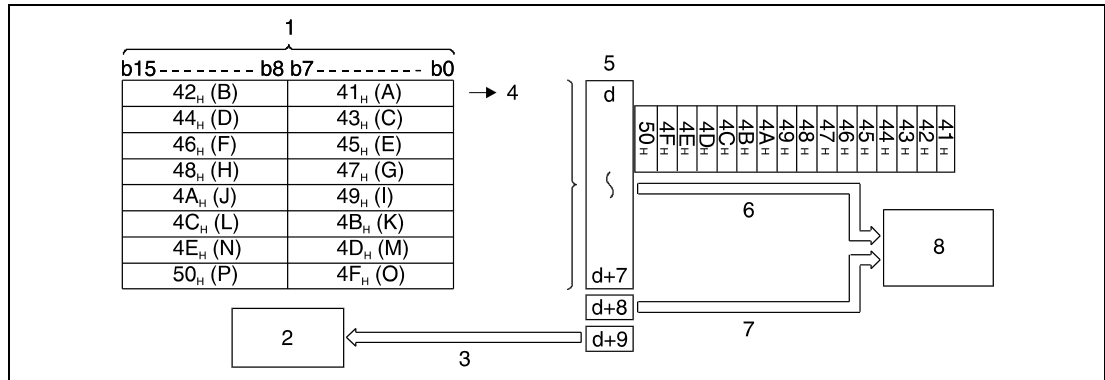 1
b15--------- b8 b7---------- b0
5
42H (B) 41H (A) 4
d
44H (D) 43H (C)
50H 4FH 4EH 4DH 4CH 4BH 4AH 49H 48H 47H 46H 45H 44H 43H 42H 41H
46H (F) 45H (E)
48H (H) 47H (G)
4AH (J) 49H (I)
6
4CH (L) 4BH (K)
8
4EH (N) 4DH (M)
50H (P) 4FH (O)
d+7
d+8
7
2
3
d+9